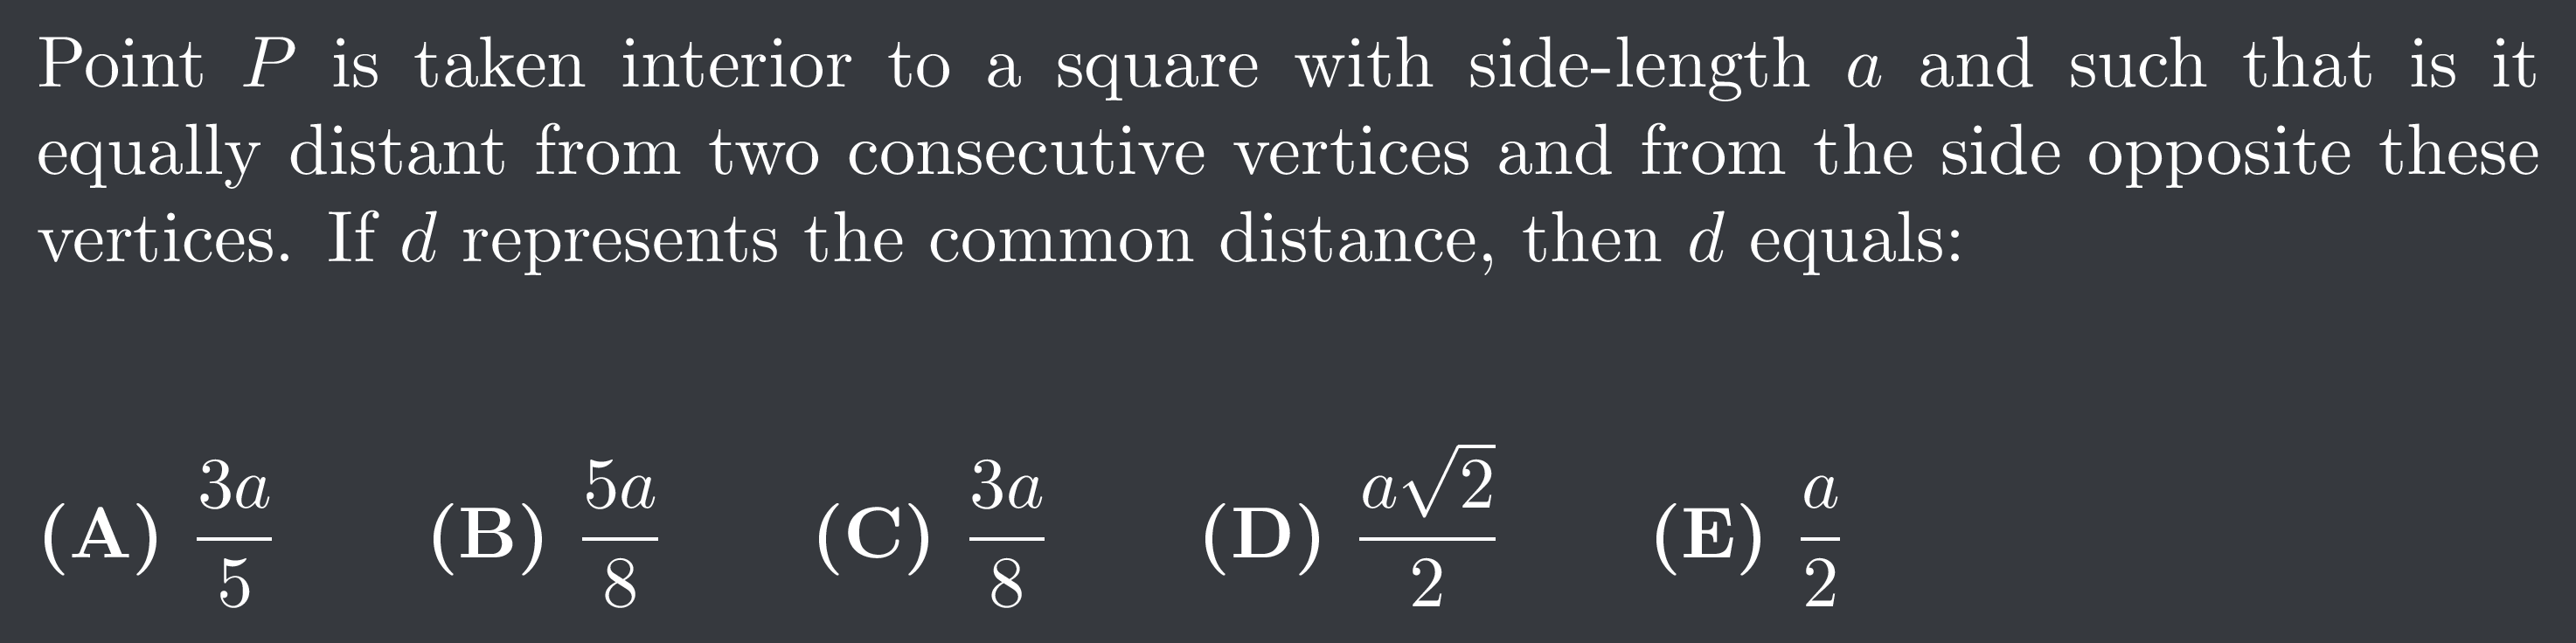 Point P is taken interior to a square with side-length a and such that is it
equally distant from two consecutive vertices and from the side opposite these
vertices. If d represents the common distance, then d equals:
(A) \frac{3a}{5} (B) \frac{5a}{8} (C) \frac{3a}{8} (D) \frac{a\sqrt{2}}{2} (E) \frac{a}{2}